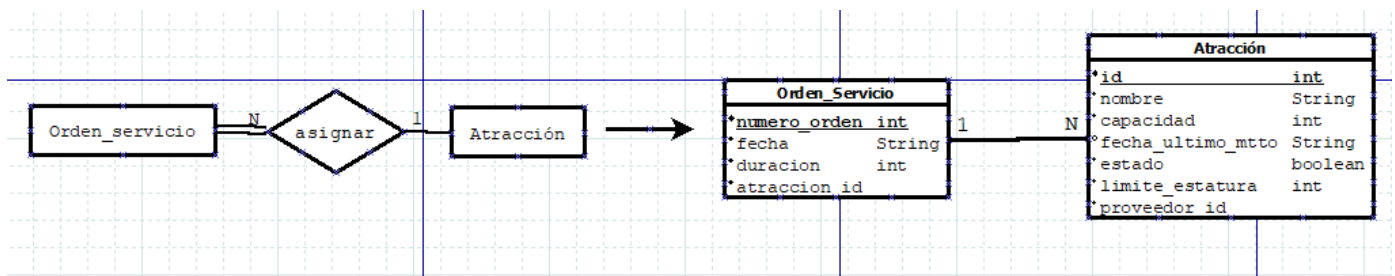 Orden_servicio
N
asignar
1
Atracción
Orden_Servicio
numero_orden int
fecha String
duracion int
atraccion_id
1
N
Atracción
id int
nombre String
capacidad int
fecha_ultimo_mtto String
estado boolean
limite_estatura int
proveedor_id